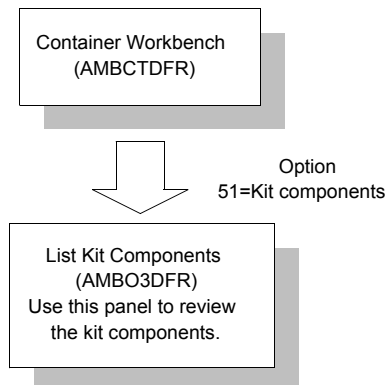 Container Workbench
(AMBCTDFR)
Option
51=Kit components
List Kit Components
(AMBO3DFR)
Use this panel to review
the kit components.